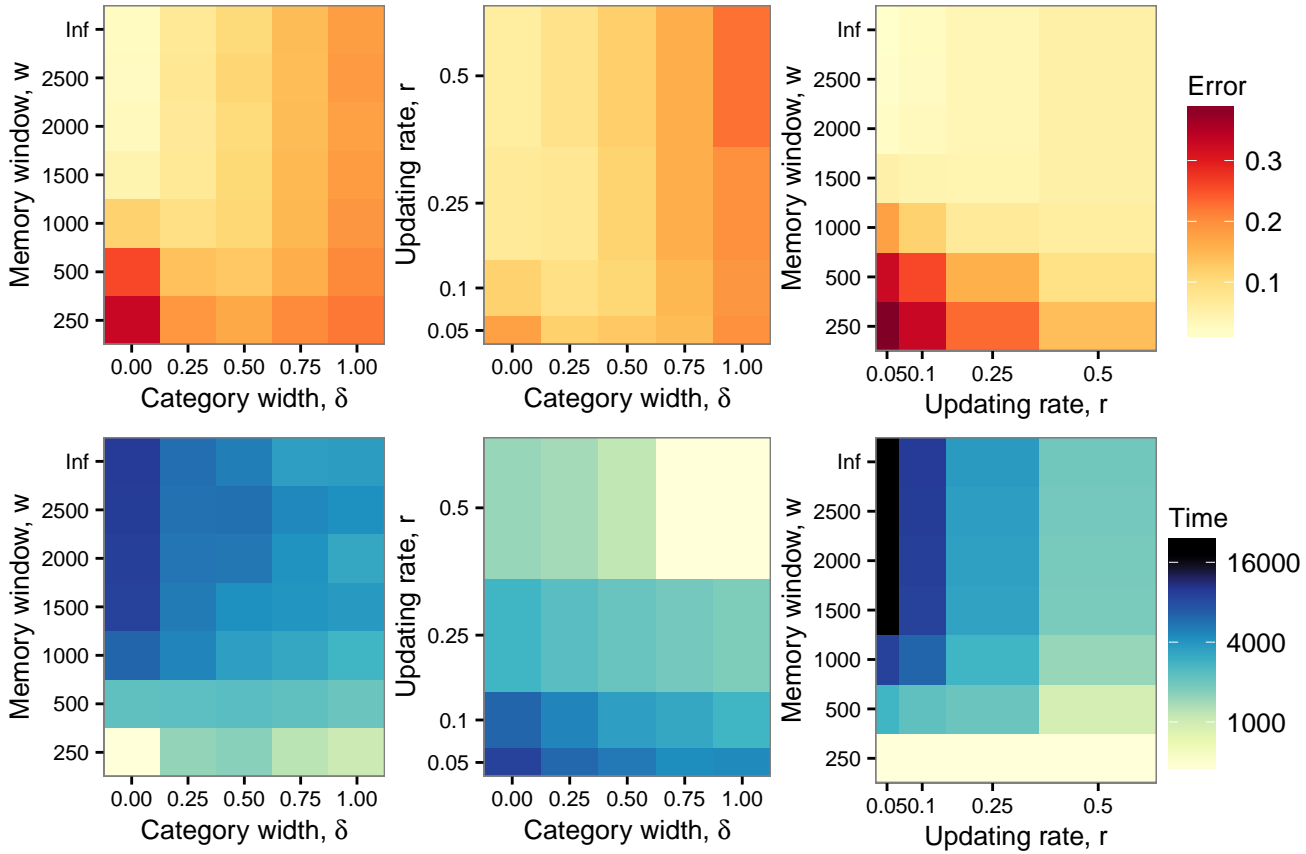 Memory window, w
Inf
2500
2000
1500
1000
500
250
0.00 0.25 0.50 0.75 1.00
Category width, δ
Updating rate, r
0.5
0.25
0.1
0.05
0.00 0.25 0.50 0.75 1.00
Category width, δ
Memory window, w
Inf
2500
2000
1500
1000
500
250
0.05 0.1 0.25 0.5
Updating rate, r
Error
0.3
0.2
0.1
Memory window, w
Inf
2500
2000
1500
1000
500
250
0.00 0.25 0.50 0.75 1.00
Category width, δ
Updating rate, r
0.5
0.25
0.1
0.05
0.00 0.25 0.50 0.75 1.00
Category width, δ
Memory window, w
Inf
2500
2000
1500
1000
500
250
0.05 0.1 0.25 0.5
Updating rate, r
Time
16000
4000
1000